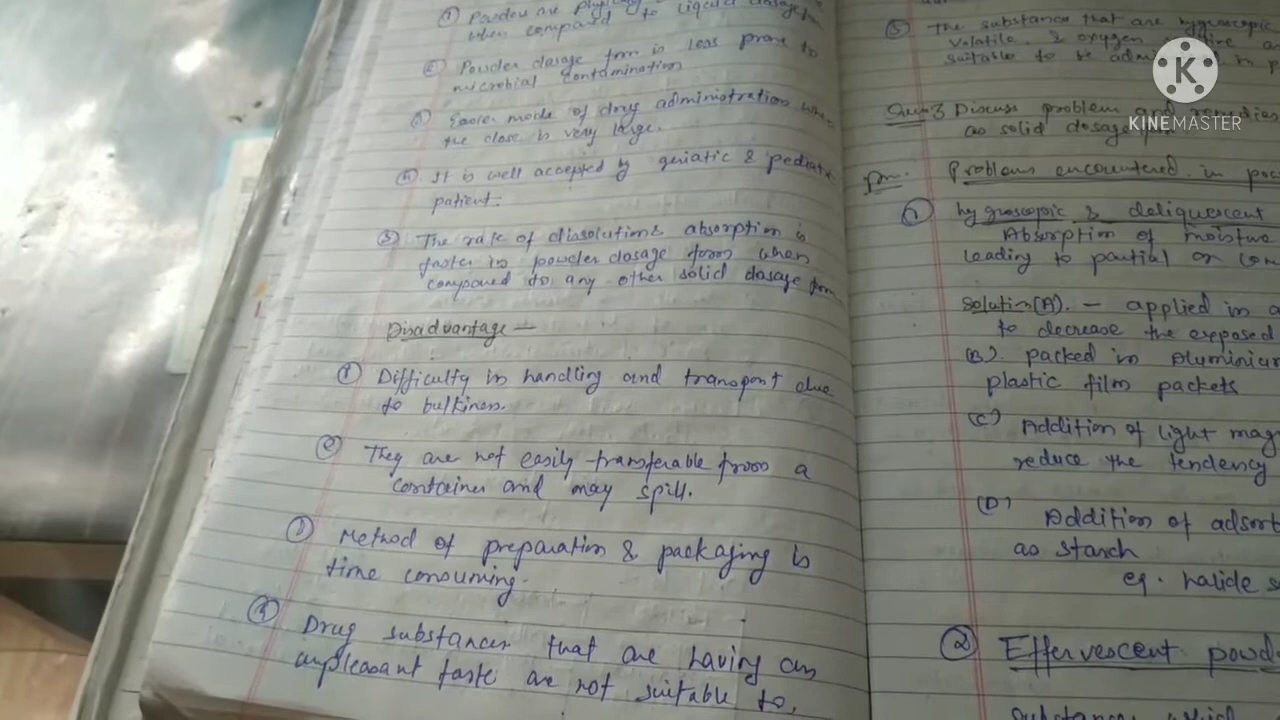 ① Powders are physically
when compared to liquid dosage form
② Powder dosage form is less prone to
microbial contamination
③ Easier mode of drug administration when
the dose is very large.
④ It is well accepted by geriatic & pediatric
patient.
⑤ The rate of dissolution & absorption is
faster in powder dosage form when
compared to any other solid dosage form
Disadvantage —
① Difficulty in handling and transport due
to bulkiness.
② They are not easily transferable from a
container and may spill.
③ Method of preparation & packaging is
time consuming.
④ Drug substances that are having an
unpleasant taste are not suitable to.
⑤ The substance that are hygroscopic
volatile & oxygen
suitable to be
Que-3 Discuss problem and remedies
as solid dosage
Problems encountered in
① hygroscopic & deliquescent
Absorption of moisture
leading to partial or
Solution (A). — applied in a
to decrease the exposed
(B). packed in
plastic film packets
(C) Addition of light mag
reduce the tendency
(D) Addition of adsor
as starch
eg. halide s
② Effervescent powd
substances which
KINEMASTER